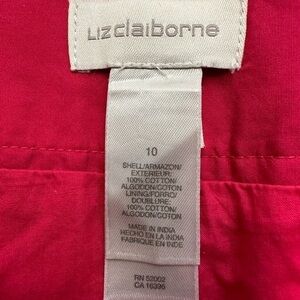 Lizclaiborne
10
SHELL/ARMAZON/
EXTERIEUR:
100% COTTON/
ALGODON/COTON
LINING/FORRO/
DOUBLURE:
100% COTTON/
ALGODON/COTON
MADE IN INDIA
HECHO EN LA INDIA
FABRIQUE EN INDE
RN 52002
CA 16336